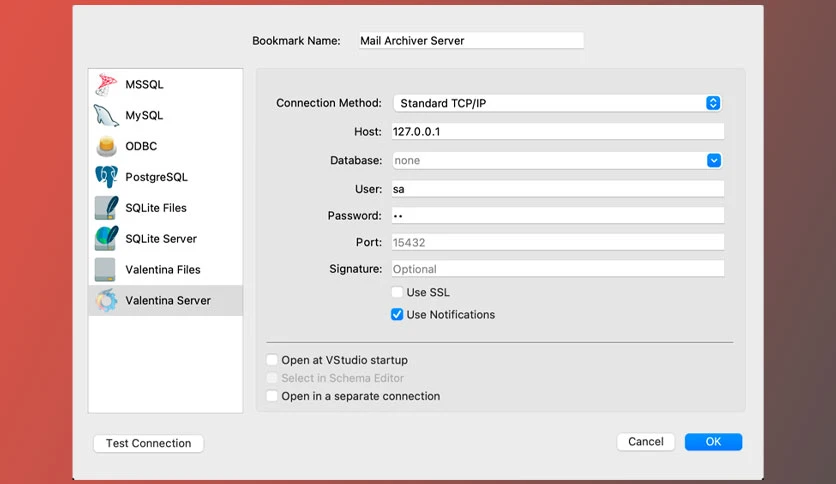 Bookmark Name: Mail Archiver Server
MSSQL
MySQL
ODBC
PostgreSQL
SQLite Files
SQLite Server
Valentina Files
Valentina Server
Connection Method: Standard TCP/IP
Host: 127.0.0.1
Database: none
User: sa
Password: ••
Port: 15432
Signature: Optional
Use SSL
Use Notifications
Open at VStudio startup
Select in Schema Editor
Open in a separate connection
Test Connection
Cancel
OK